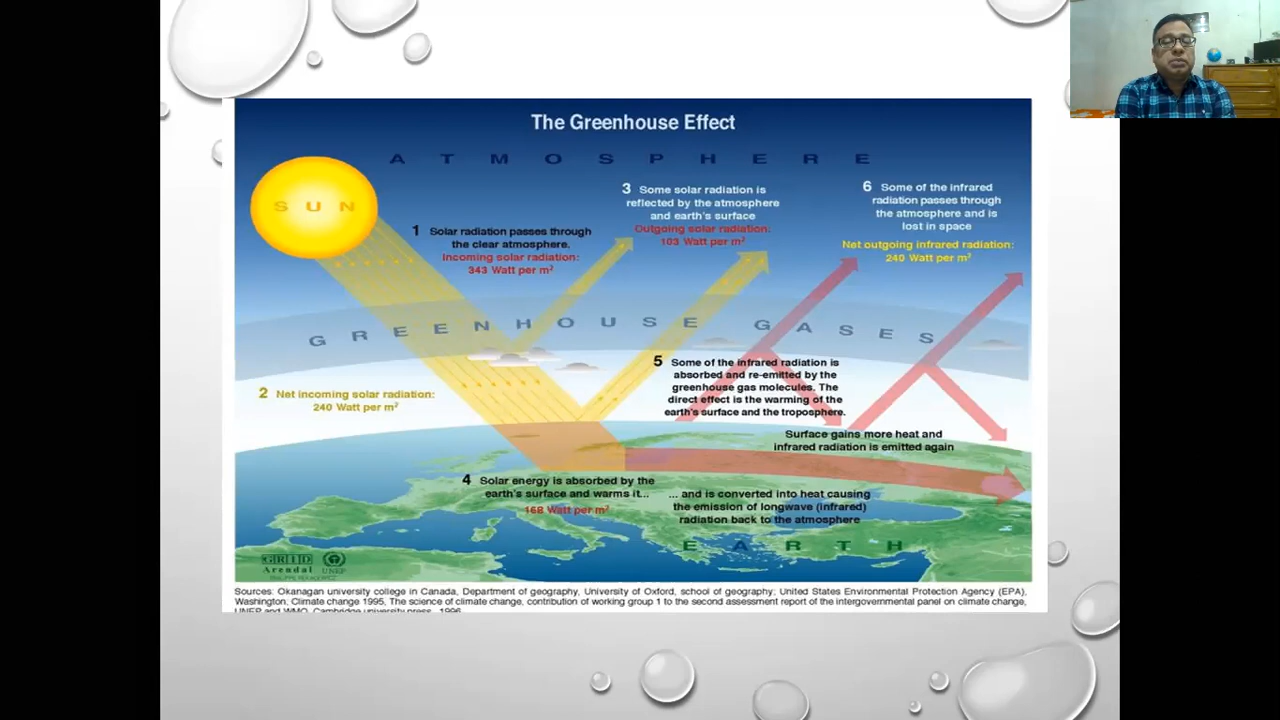 The Greenhouse Effect
ATMOSPHERE
SUN
1 Solar radiation passes through
the clear atmosphere.
Incoming solar radiation:
343 Watt per m²
3 Some solar radiation is
reflected by the atmosphere
and earth's surface
Outgoing solar radiation:
103 Watt per m²
6 Some of the infrared
radiation passes through
the atmosphere and is
lost in space
Net outgoing infrared radiation:
240 Watt per m²
GREENHOUSE GASES
2 Net incoming solar radiation:
240 Watt per m²
5 Some of the infrared radiation is
absorbed and re-emitted by the
greenhouse gas molecules. The
direct effect is the warming of the
earth's surface and the troposphere.
Surface gains more heat and
infrared radiation is emitted again
4 Solar energy is absorbed by the
earth's surface and warms it...
168 Watt per m²
... and is converted into heat causing
the emission of longwave (infrared)
radiation back to the atmosphere
EARTH
GRID
Arendal
UNEP
Sources: Okanagan university college in Canada, Department of geography, University of Oxford, school of geography; United States Environmental Protection Agency (EPA),
Washington; Climate change 1995, The science of climate change, contribution of working group 1 to the second assessment report of the intergovernmental panel on climate change,
UNEP and WMO, Cambridge university press, 1996.